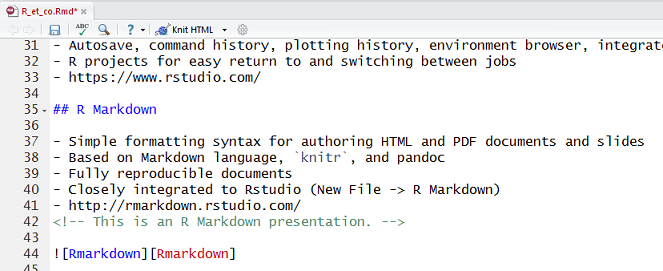 R_et_co.Rmd*
ABC Knit HTML
31 - Autosave, command history, plotting history, environment browser, integrat
32 - R projects for easy return to and switching between jobs
33 - https://www.rstudio.com/
34
35 ## R Markdown
36
37 - Simple formatting syntax for authoring HTML and PDF documents and slides
38 - Based on Markdown language, `knitr`, and pandoc
39 - Fully reproducible documents
40 - Closely integrated to Rstudio (New File -> R Markdown)
41 - http://rmarkdown.rstudio.com/
42 <!-- This is an R Markdown presentation. -->
43
44 ![Rmarkdown][Rmarkdown]
45